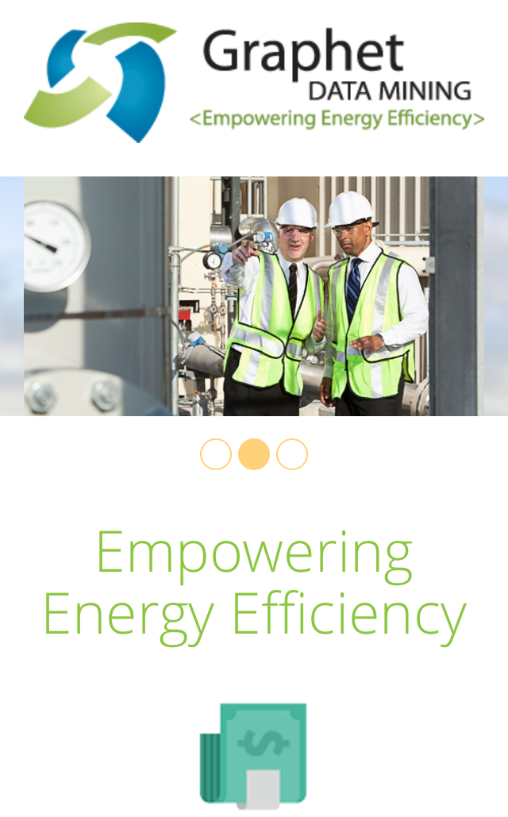 Graphet
DATA MINING
<Empowering Energy Efficiency>
Empowering
Energy Efficiency
$